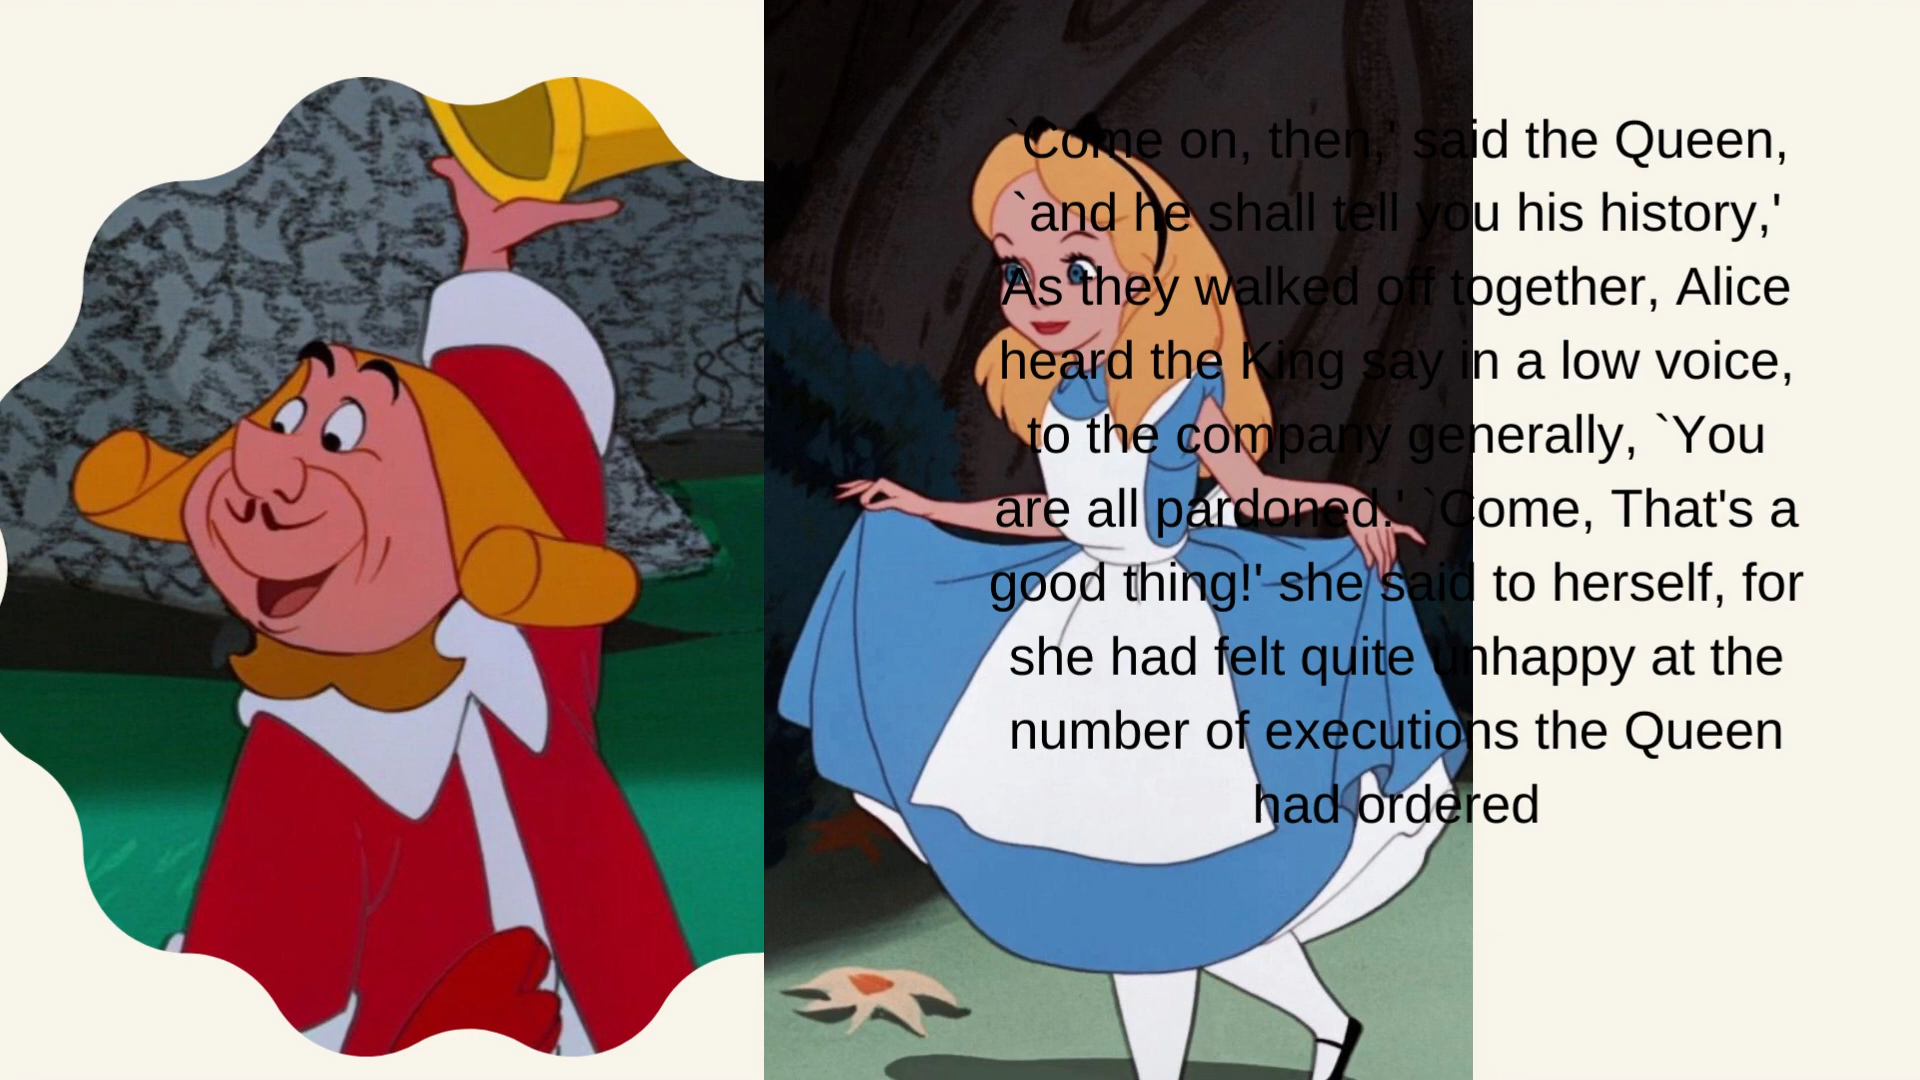 `Come on, then,' said the Queen,
`and he shall tell you his history,'
As they walked off together, Alice
heard the King say in a low voice,
to the company generally, `You
are all pardoned.' `Come, That's a
good thing!' she said to herself, for
she had felt quite unhappy at the
number of executions the Queen
had ordered